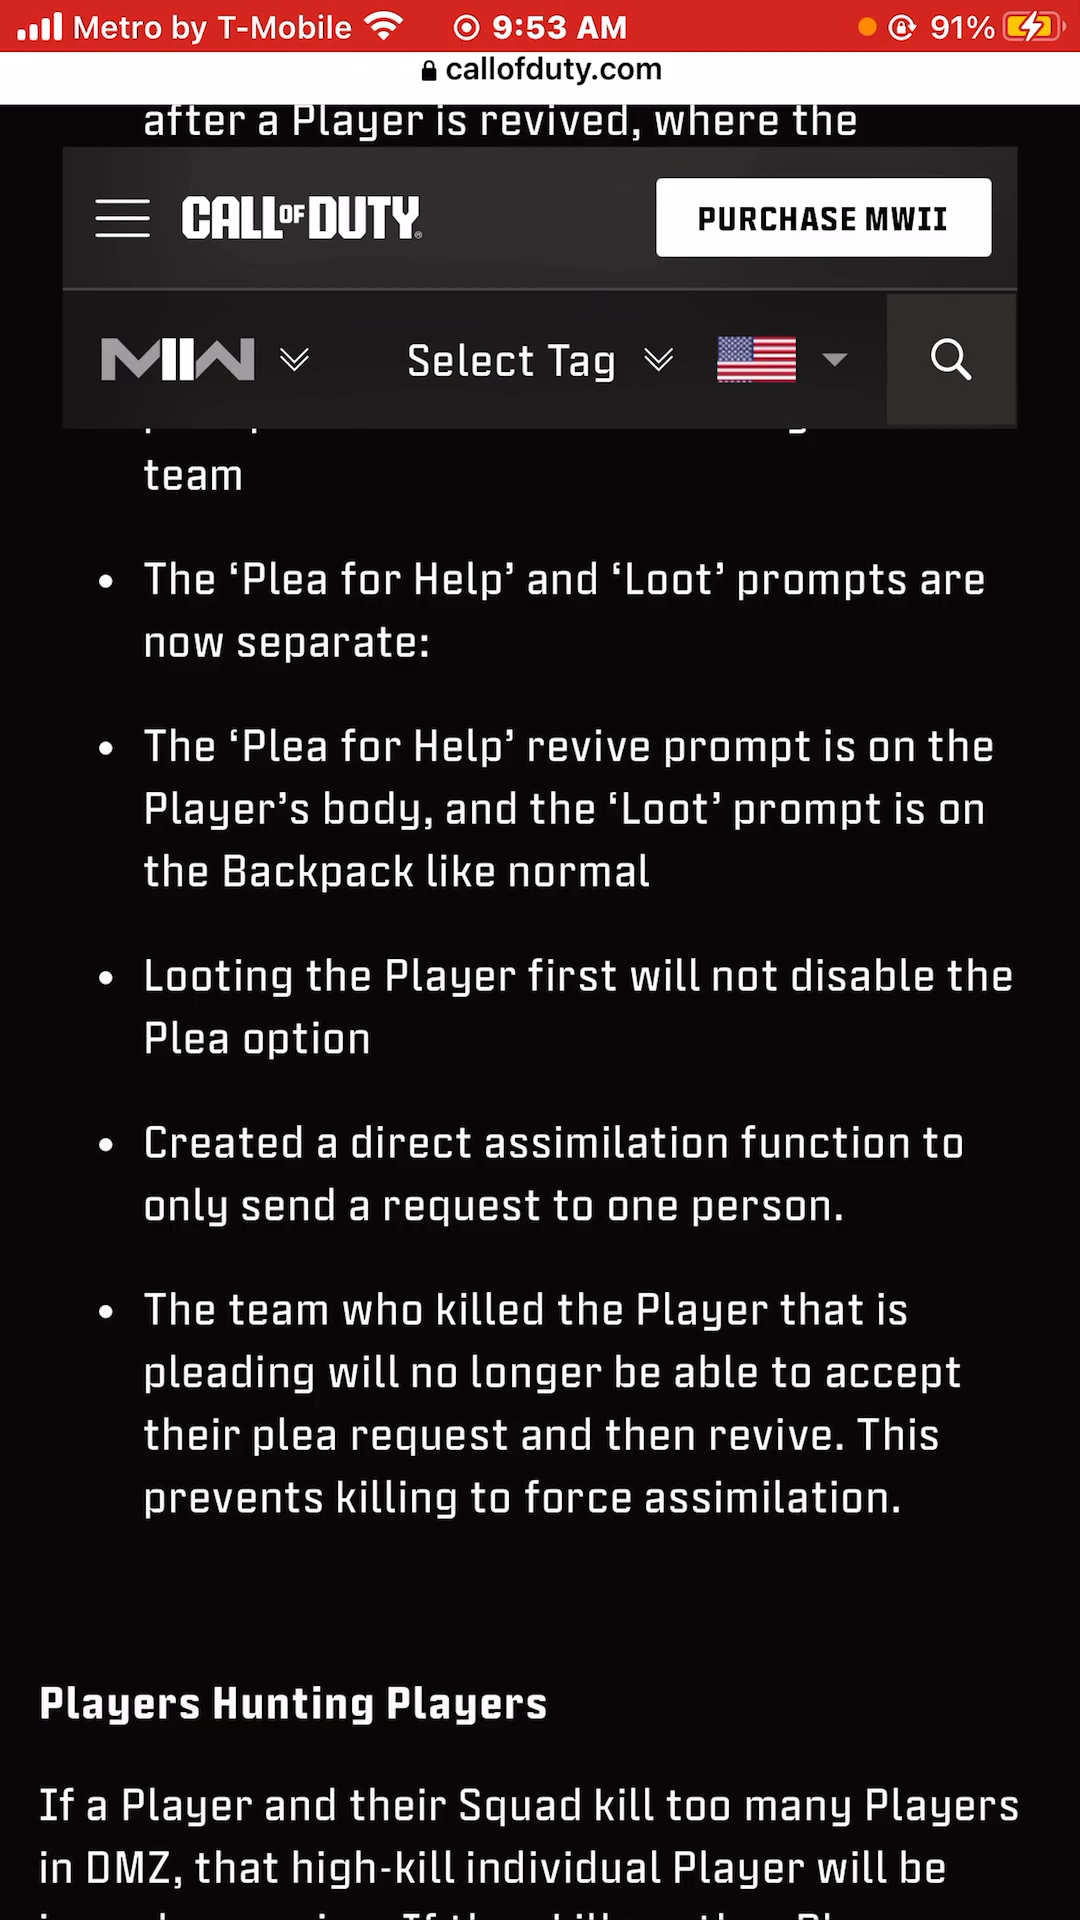 Metro by T-Mobile 9:53 AM 91%
callofduty.com
after a Player is revived, where the
CALL OF DUTY
PURCHASE MWII
MIIW Select Tag
team
• The ‘Plea for Help’ and ‘Loot’ prompts are
now separate:
• The ‘Plea for Help’ revive prompt is on the
Player’s body, and the ‘Loot’ prompt is on
the Backpack like normal
• Looting the Player first will not disable the
Plea option
• Created a direct assimilation function to
only send a request to one person.
• The team who killed the Player that is
pleading will no longer be able to accept
their plea request and then revive. This
prevents killing to force assimilation.
Players Hunting Players
If a Player and their Squad kill too many Players
in DMZ, that high-kill individual Player will be